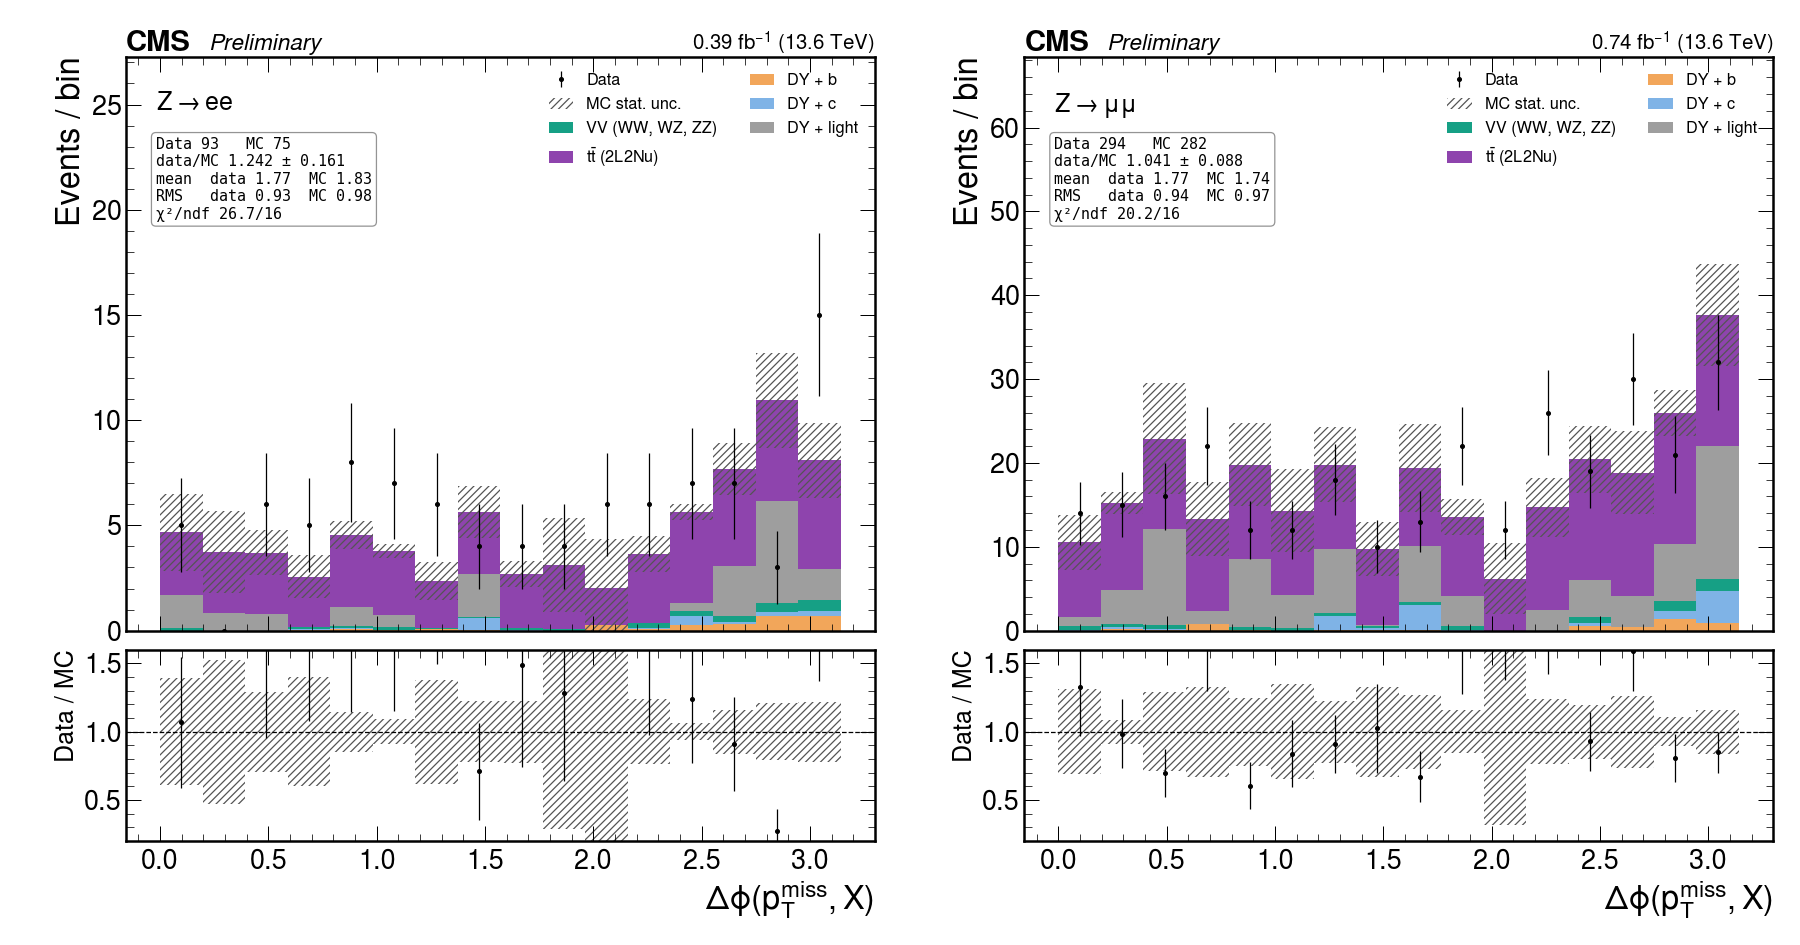 CMS Preliminary 0.39 fb⁻¹ (13.6 TeV)
Events / bin
Z→ee
Data 93   MC 75
data/MC 1.242 ± 0.161
mean  data 1.77  MC 1.83
RMS   data 0.93  MC 0.98
χ²/ndf 26.7/16
Data
MC stat. unc.
VV (WW, WZ, ZZ)
tt̄ (2L2Nu)
DY + b
DY + c
DY + light
25
20
15
10
5
0
Data / MC
1.5
1.0
0.5
0.0 0.5 1.0 1.5 2.0 2.5 3.0
Δϕ(p_T^miss, X)
CMS Preliminary 0.74 fb⁻¹ (13.6 TeV)
Events / bin
Z→μμ
Data 294   MC 282
data/MC 1.041 ± 0.088
mean  data 1.77  MC 1.74
RMS   data 0.94  MC 0.97
χ²/ndf 20.2/16
Data
MC stat. unc.
VV (WW, WZ, ZZ)
tt̄ (2L2Nu)
DY + b
DY + c
DY + light
60
50
40
30
20
10
0
Data / MC
1.5
1.0
0.5
0.0 0.5 1.0 1.5 2.0 2.5 3.0
Δϕ(p_T^miss, X)